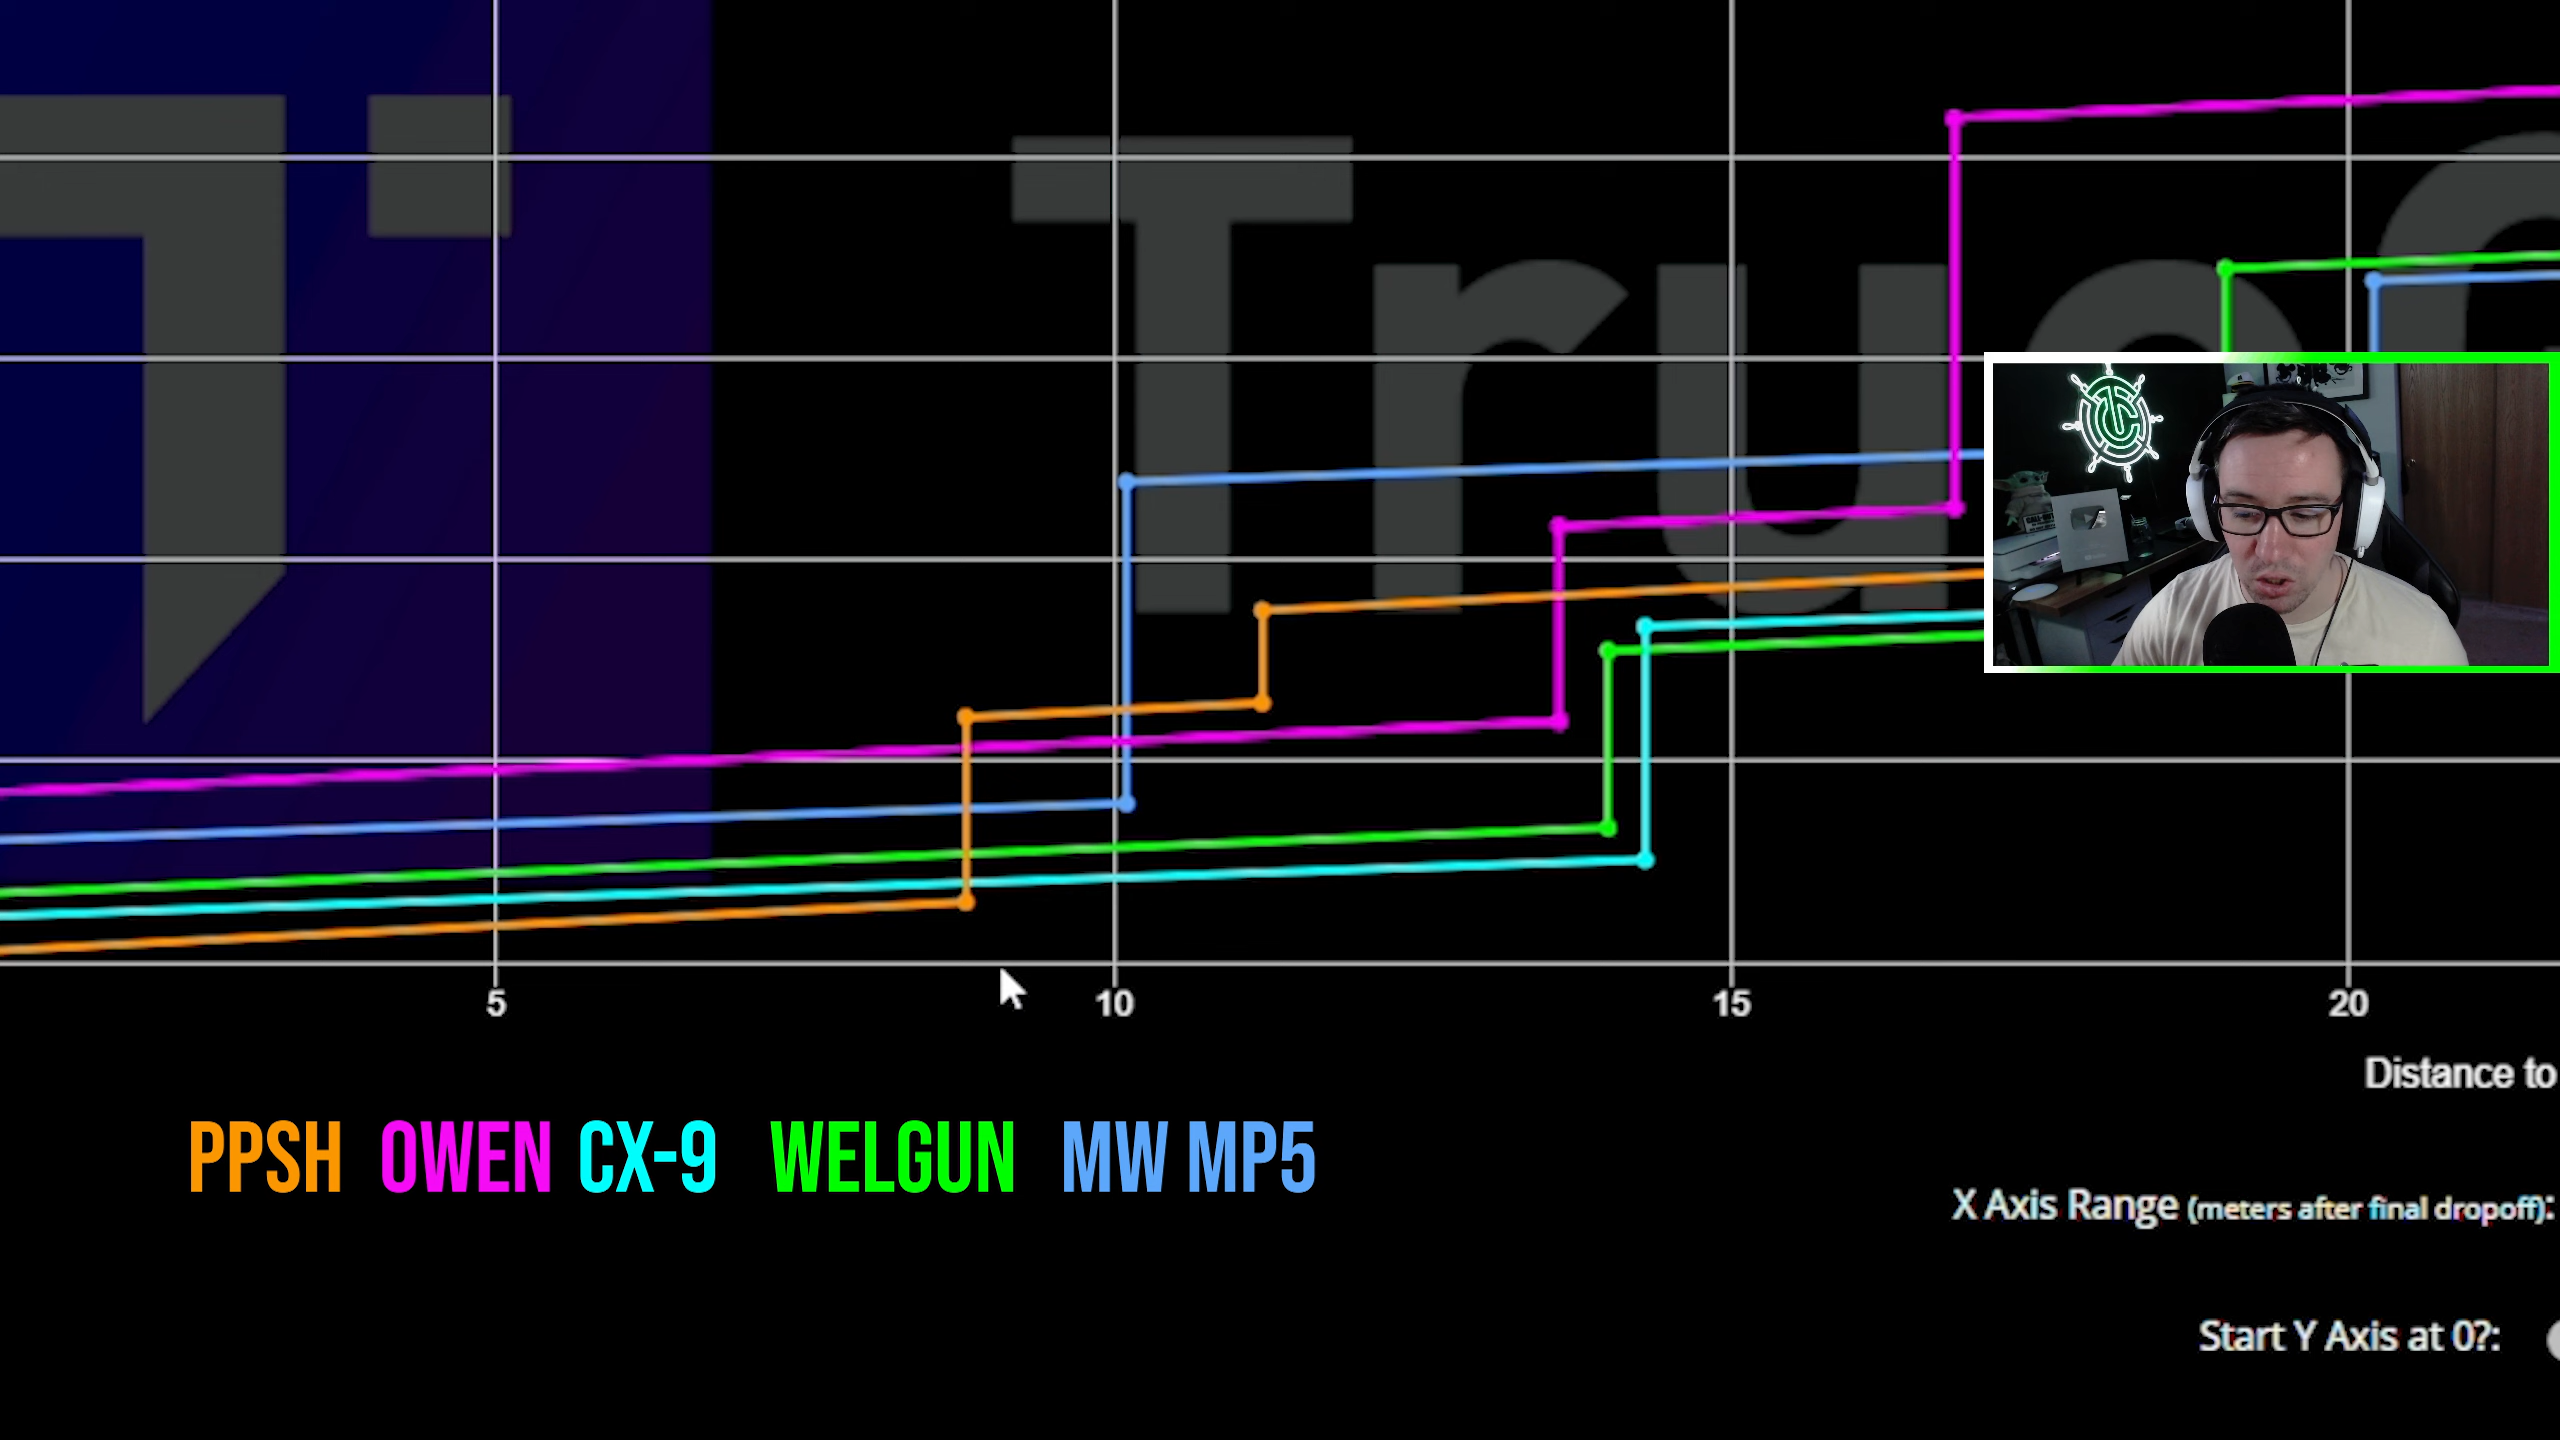 Tru
5 10 15 20
Distance to
PPSH OWEN CX-9 WELGUN MW MP5
X Axis Range (meters after final dropoff):
Start Y Axis at 0?: